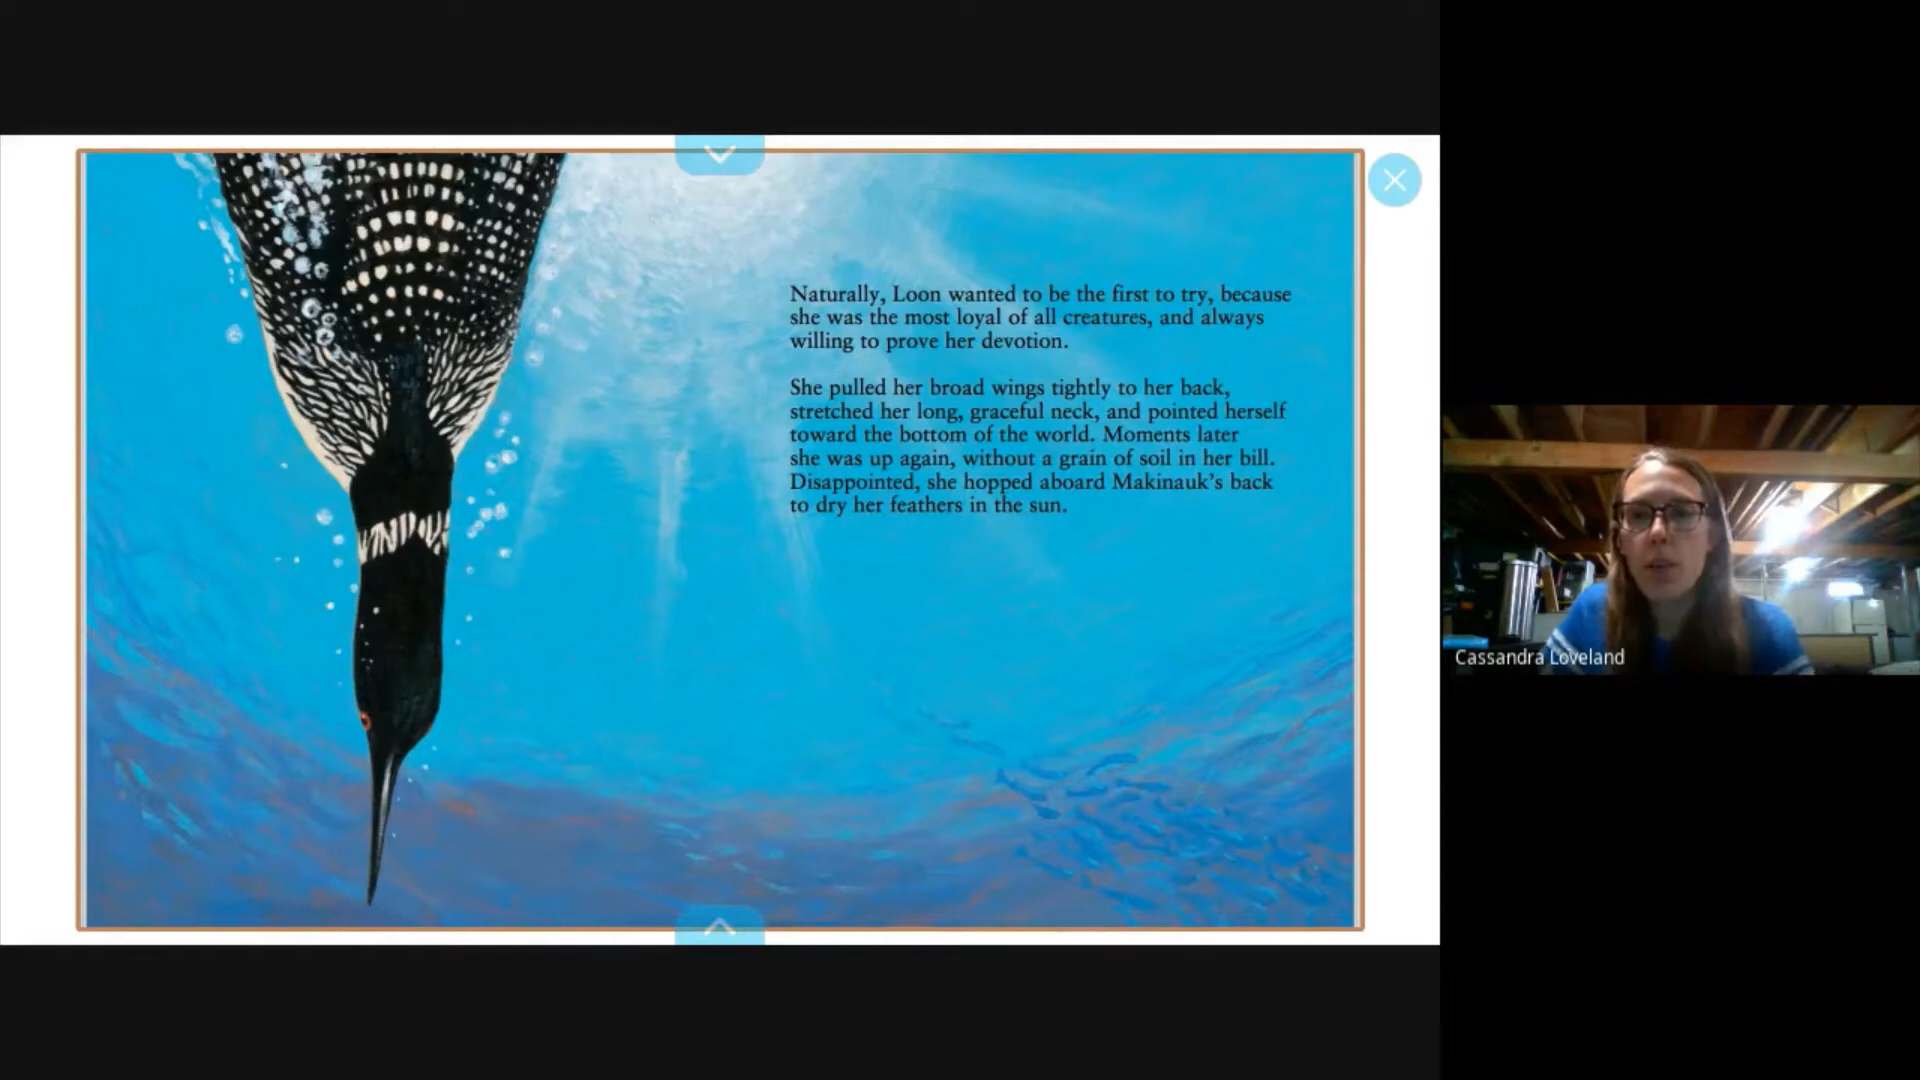 Naturally, Loon wanted to be the first to try, because
she was the most loyal of all creatures, and always
willing to prove her devotion.
She pulled her broad wings tightly to her back,
stretched her long, graceful neck, and pointed herself
toward the bottom of the world. Moments later
she was up again, without a grain of soil in her bill.
Disappointed, she hopped aboard Makinauk's back
to dry her feathers in the sun.
Cassandra Loveland